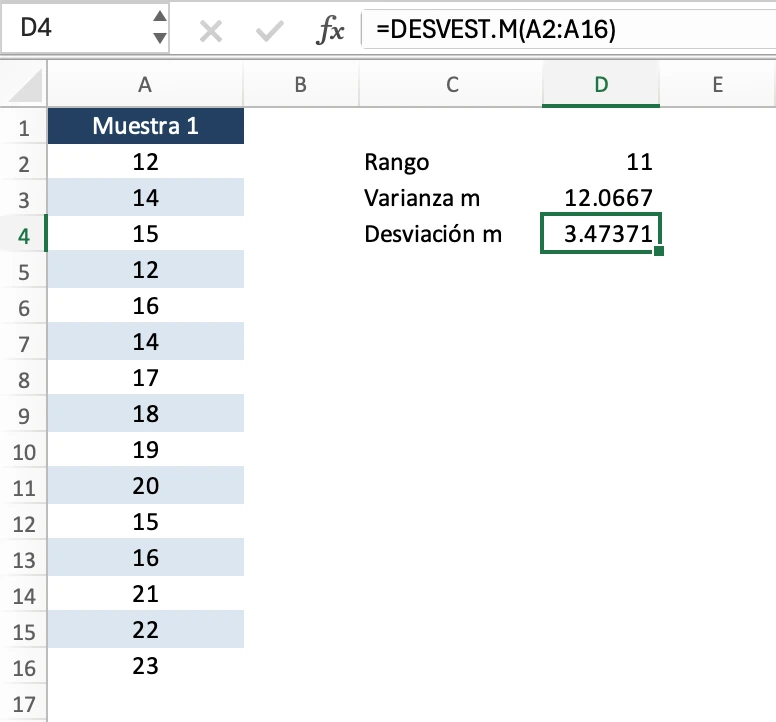 D4 fx =DESVEST.M(A2:A16)
A B C D E
1 Muestra 1
2 12 Rango 11
3 14 Varianza m 12.0667
4 15 Desviación m 3.47371
5 12
6 16
7 14
8 17
9 18
10 19
11 20
12 15
13 16
14 21
15 22
16 23
17